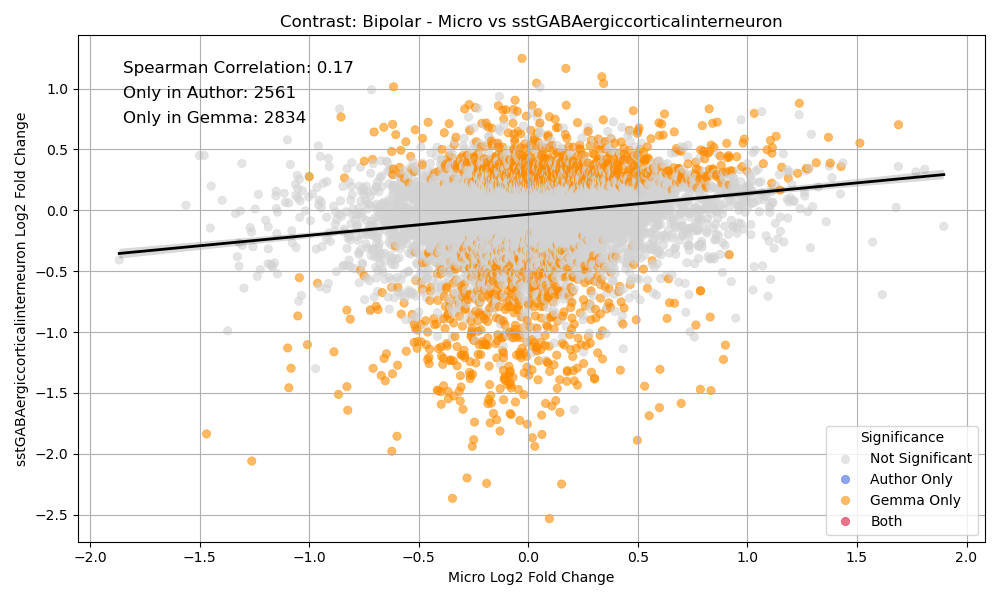 Contrast: Bipolar - Micro vs sstGABAergiccorticalinterneuron
Spearman Correlation: 0.17
Only in Author: 2561
Only in Gemma: 2834
sstGABAergiccorticalinterneuron Log2 Fold Change
1.0
0.5
0.0
−0.5
−1.0
−1.5
−2.0
−2.5
Significance
Not Significant
Author Only
Gemma Only
Both
−2.0 −1.5 −1.0 −0.5 0.0 0.5 1.0 1.5 2.0
Micro Log2 Fold Change